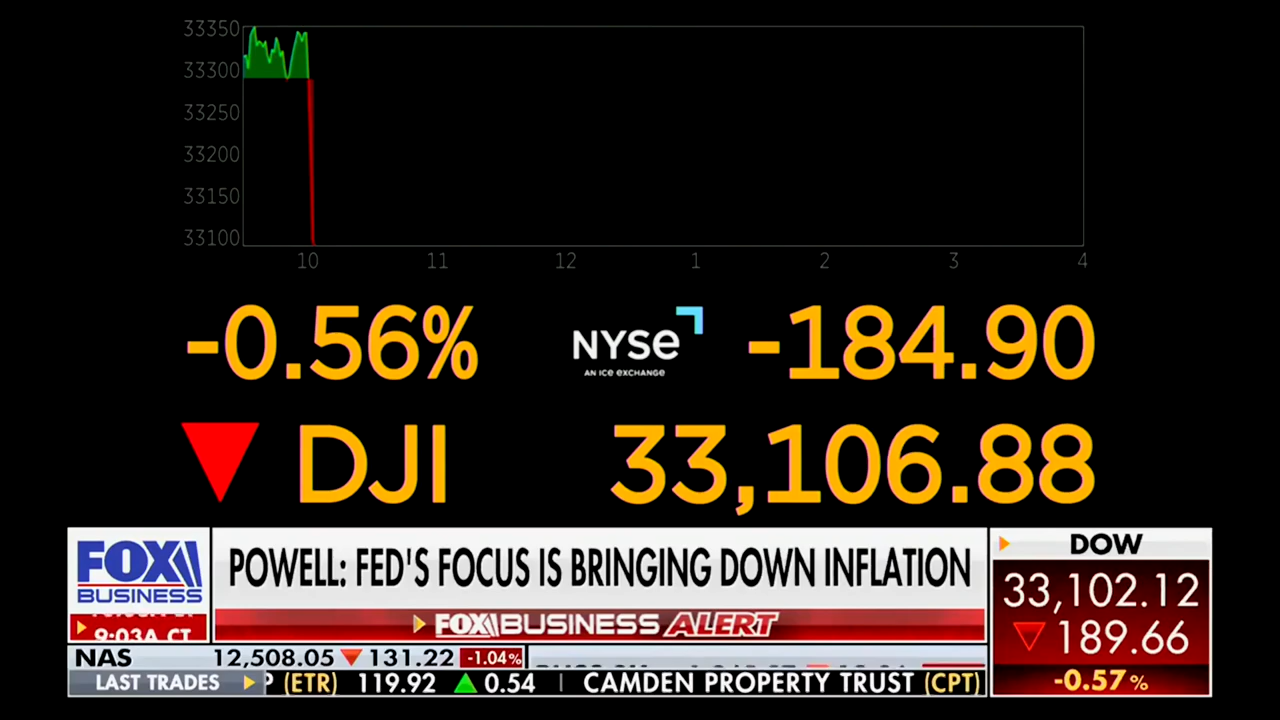 33350
33300
33250
33200
33150
33100
10 11 12 1 2 3 4
-0.56% NYSE -184.90
AN ICE EXCHANGE
DJI 33,106.88
FOX BUSINESS
9:03A CT
POWELL: FED'S FOCUS IS BRINGING DOWN INFLATION
FOX BUSINESS ALERT
DOW
33,102.12
189.66
-0.57%
NAS 12,508.05 131.22 -1.04%
LAST TRADES P (ETR) 119.92 0.54 | CAMDEN PROPERTY TRUST (CPT)